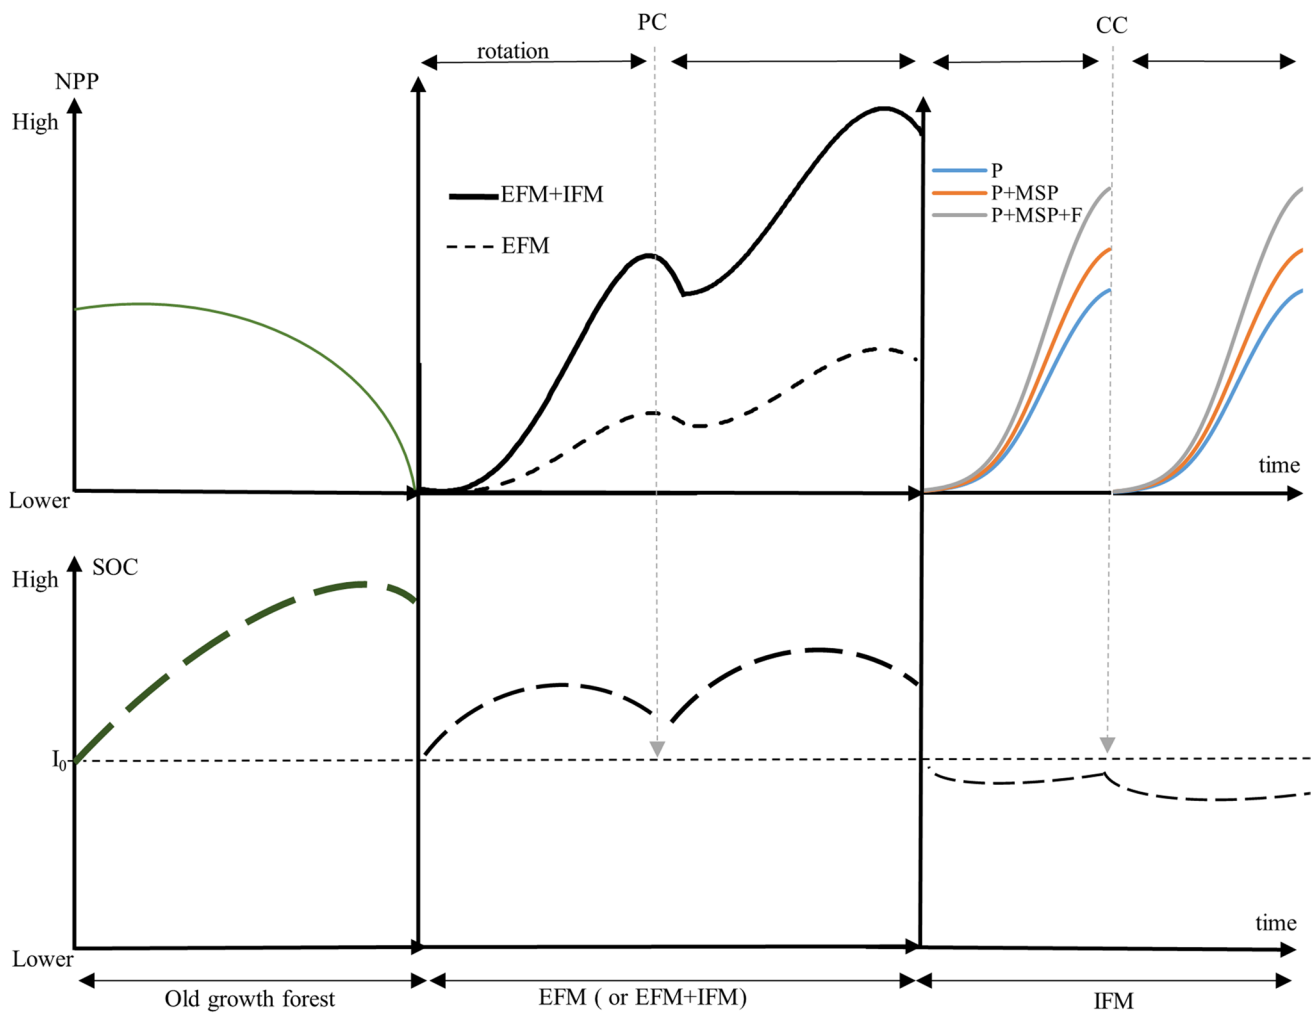 PC
CC
rotation
NPP
High
EFM+IFM
EFM
P
P+MSP
P+MSP+F
time
Lower
SOC
High
I₀
time
Lower
Old growth forest
EFM ( or EFM+IFM)
IFM